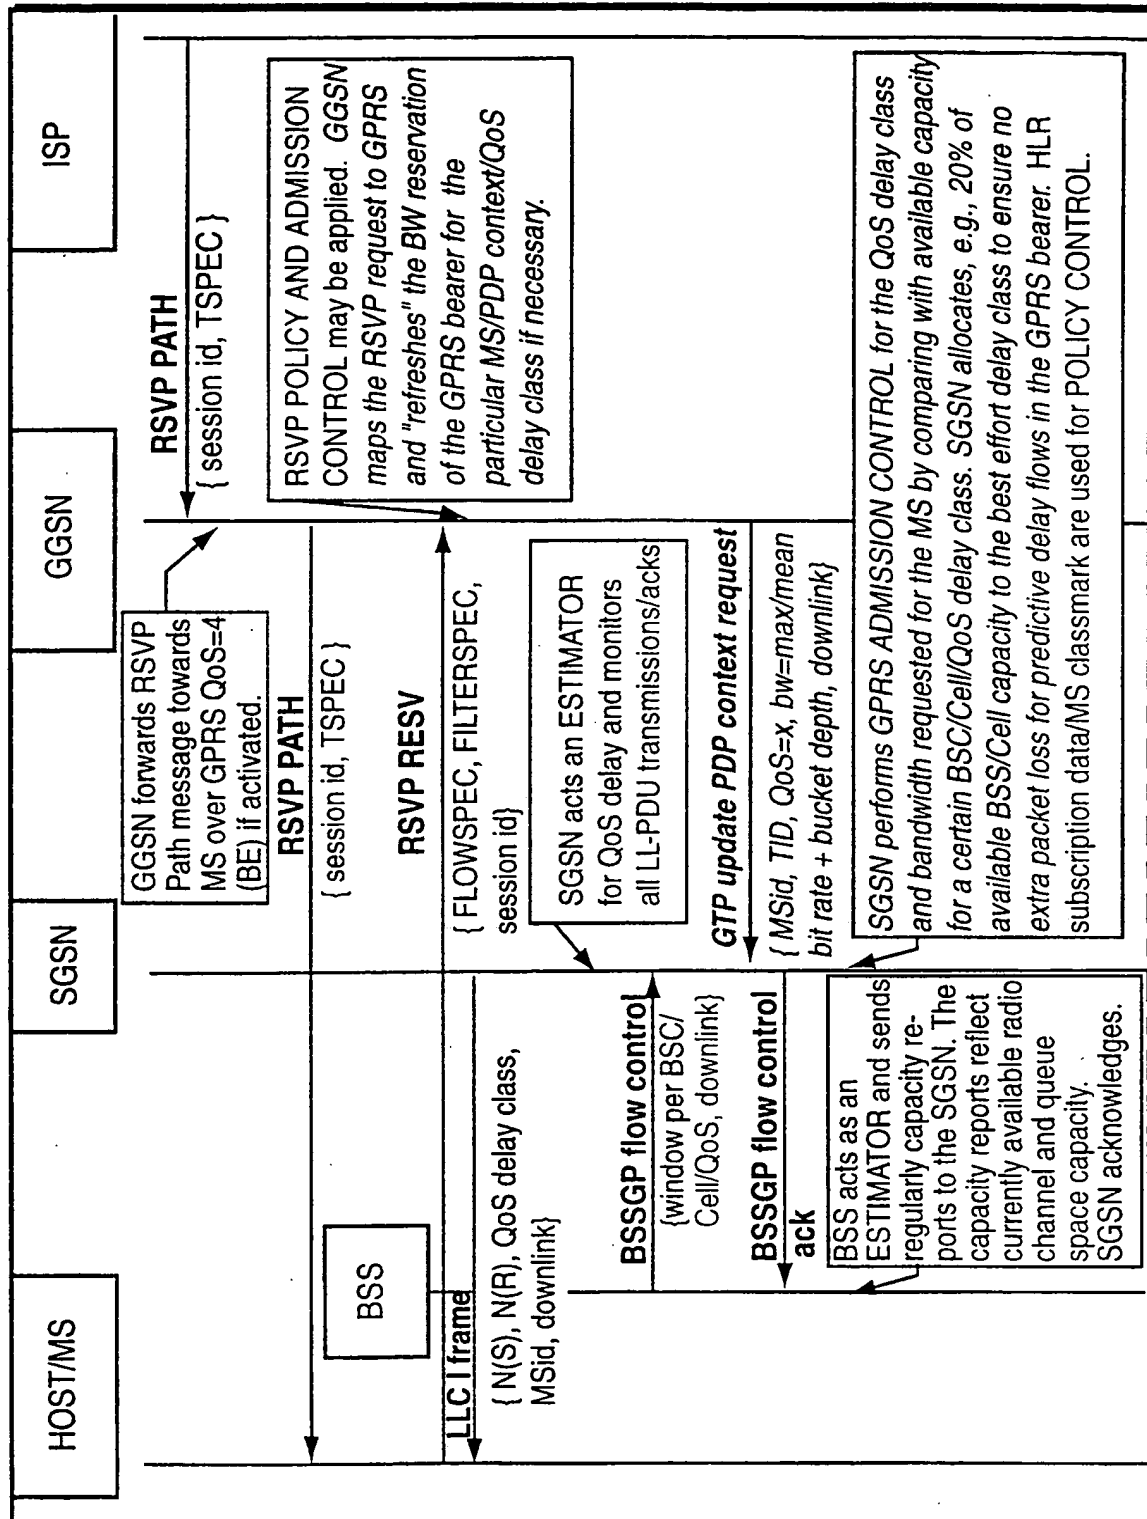 HOST/MS
SGSN
GGSN
ISP
RSVP PATH
{ session id, TSPEC }
GGSN forwards RSVP
Path message towards
MS over GPRS QoS=4
(BE) if activated.
RSVP PATH
{ session id, TSPEC }
RSVP POLICY AND ADMISSION
CONTROL may be applied. GGSN
maps the RSVP request to GPRS
and "refreshes" the BW reservation
of the GPRS bearer for the
particular MS/PDP context/QoS
delay class if necessary.
BSS
RSVP RESV
{ FLOWSPEC, FILTERSPEC,
session id}
LLC I frame
{ N(S), N(R), QoS delay class,
MSid, downlink}
SGSN acts an ESTIMATOR
for QoS delay and monitors
all LL-PDU transmissions/acks
BSSGP flow control
{window per BSC/
Cell/QoS, downlink}
GTP update PDP context request
{ MSid, TID, QoS=x, bw=max/mean
bit rate + bucket depth, downlink}
BSSGP flow control
ack
BSS acts as an
ESTIMATOR and sends
regularly capacity re-
ports to the SGSN. The
capacity reports reflect
currently available radio
channel and queue
space capacity.
SGSN acknowledges.
SGSN performs GPRS ADMISSION CONTROL for the QoS delay class
and bandwidth requested for the MS by comparing with available capacity
for a certain BSC/Cell/QoS delay class. SGSN allocates, e.g., 20% of
available BSS/Cell capacity to the best effort delay class to ensure no
extra packet loss for predictive delay flows in the GPRS bearer. HLR
subscription data/MS classmark are used for POLICY CONTROL.